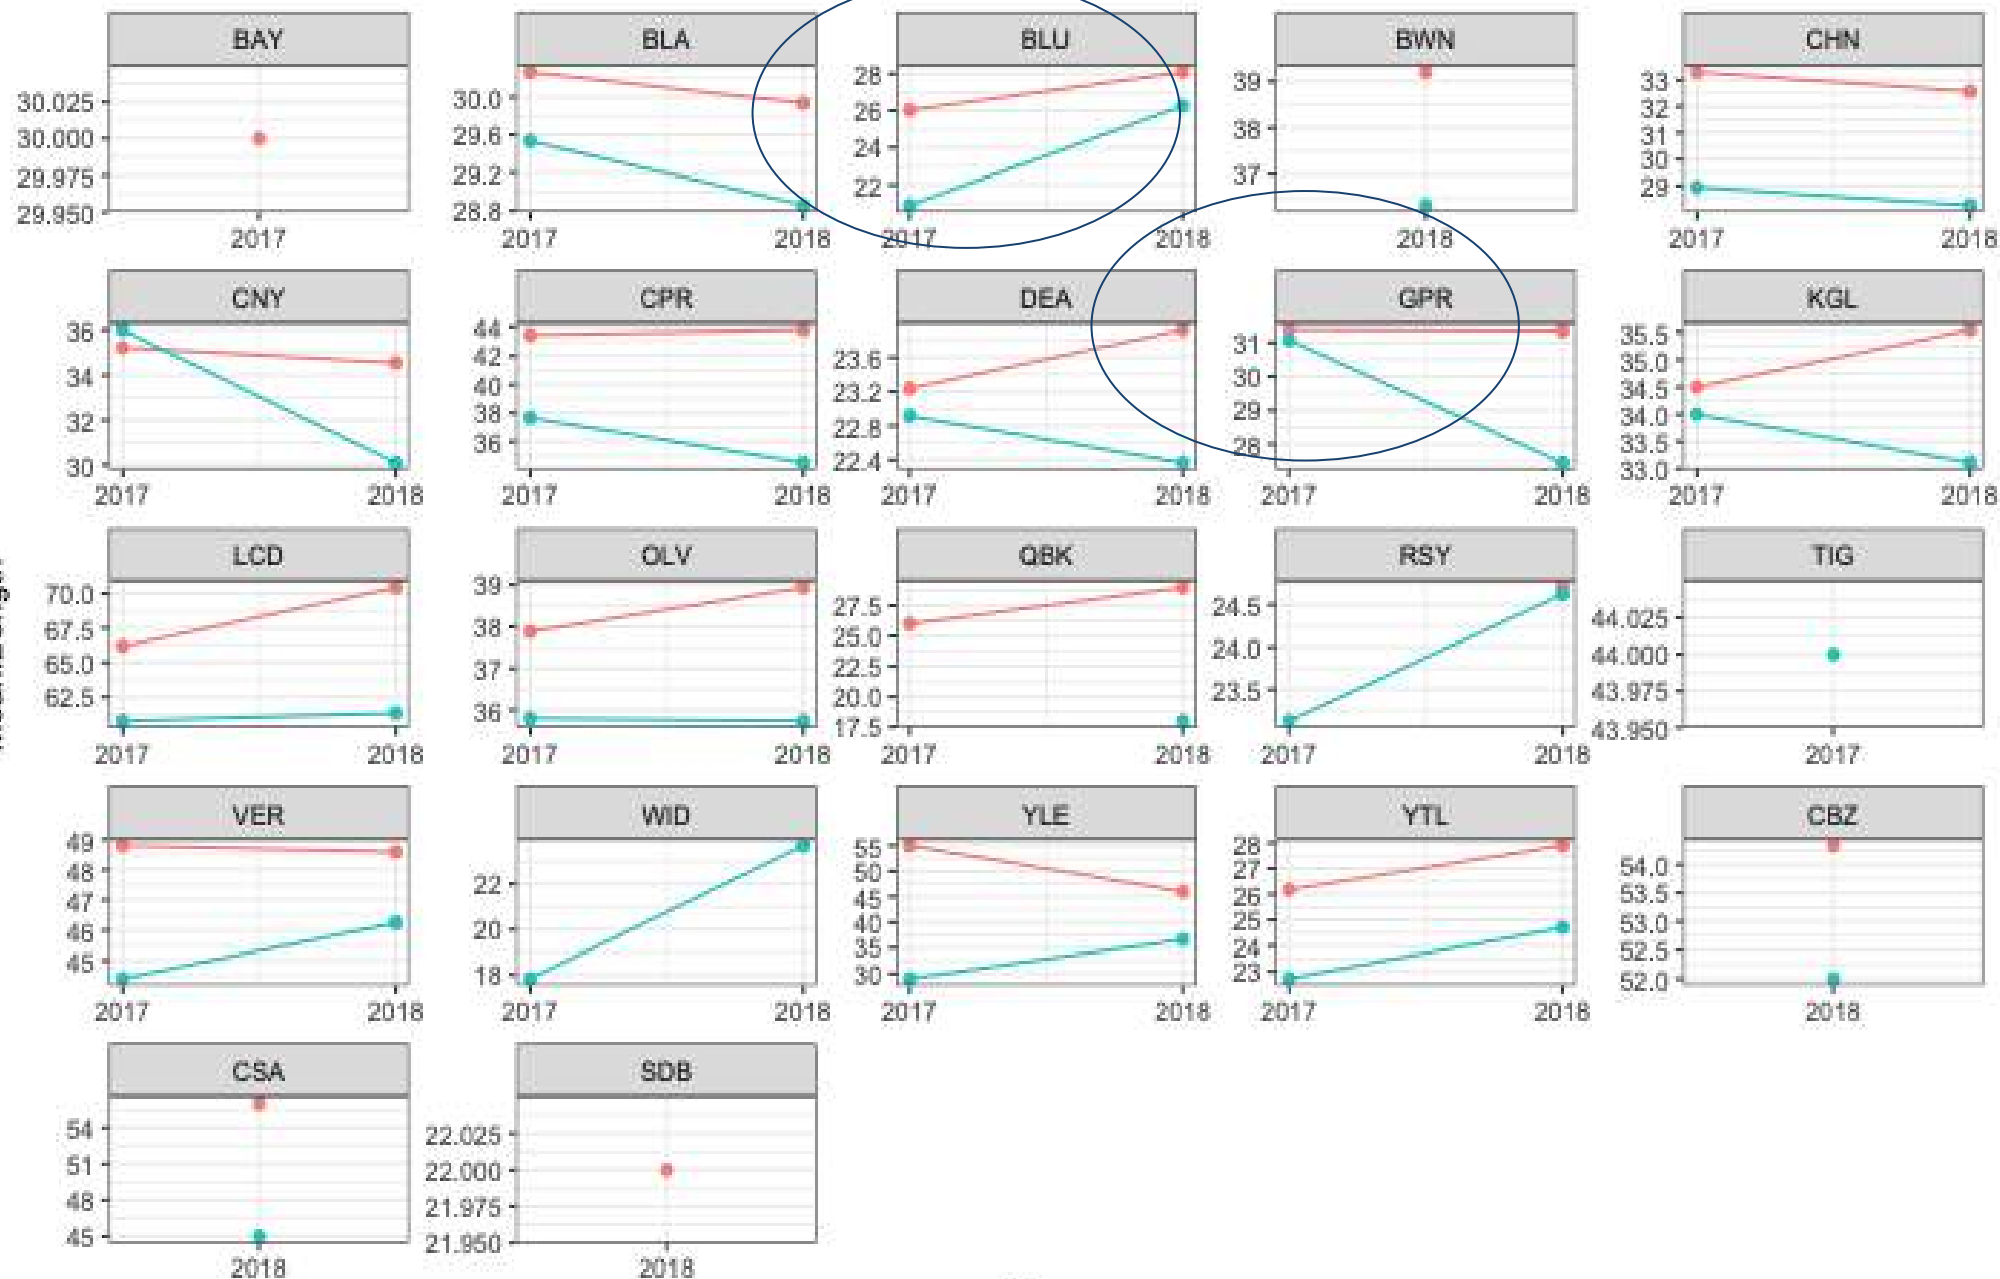 BAY BLA BLU BWN CHN
30.025 30.000 29.975 29.950
30.0 29.6 29.2 28.8
28 26 24 22
39 38 37
33 32 31 30 29
2017 2017 2018 2017 2018 2018 2017 2018
CNY CPR DEA GPR KGL
36 34 32 30
44 42 40 38 36
23.6 23.2 22.8 22.4
31 30 29 28
35.5 35.0 34.5 34.0 33.5 33.0
2017 2018 2017 2018 2017 2018 2017 2018 2017 2018
LCD OLV QBK RSY TIG
70.0 67.5 65.0 62.5
39 38 37 36
27.5 25.0 22.5 20.0 17.5
24.5 24.0 23.5
44.025 44.000 43.975 43.950
2017 2018 2017 2018 2017 2018 2017 2018 2017
VER WID YLE YTL CBZ
49 48 47 46 45
22 20 18
55 50 45 40 35 30
28 27 26 25 24 23
54.0 53.5 53.0 52.5 52.0
2017 2018 2017 2018 2017 2018 2017 2018 2018
CSA SDB
54 51 48 45
22.025 22.000 21.975 21.950
2018 2018